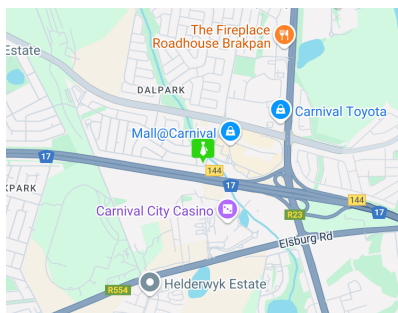 The Fireplace
Roadhouse Brakpan
Estate
DALPARK
Carnival Toyota
Mall@Carnival
17
144
17
KPARK
144
Carnival City Casino
R23
17
Elsburg Rd
Helderwyk Estate
R554